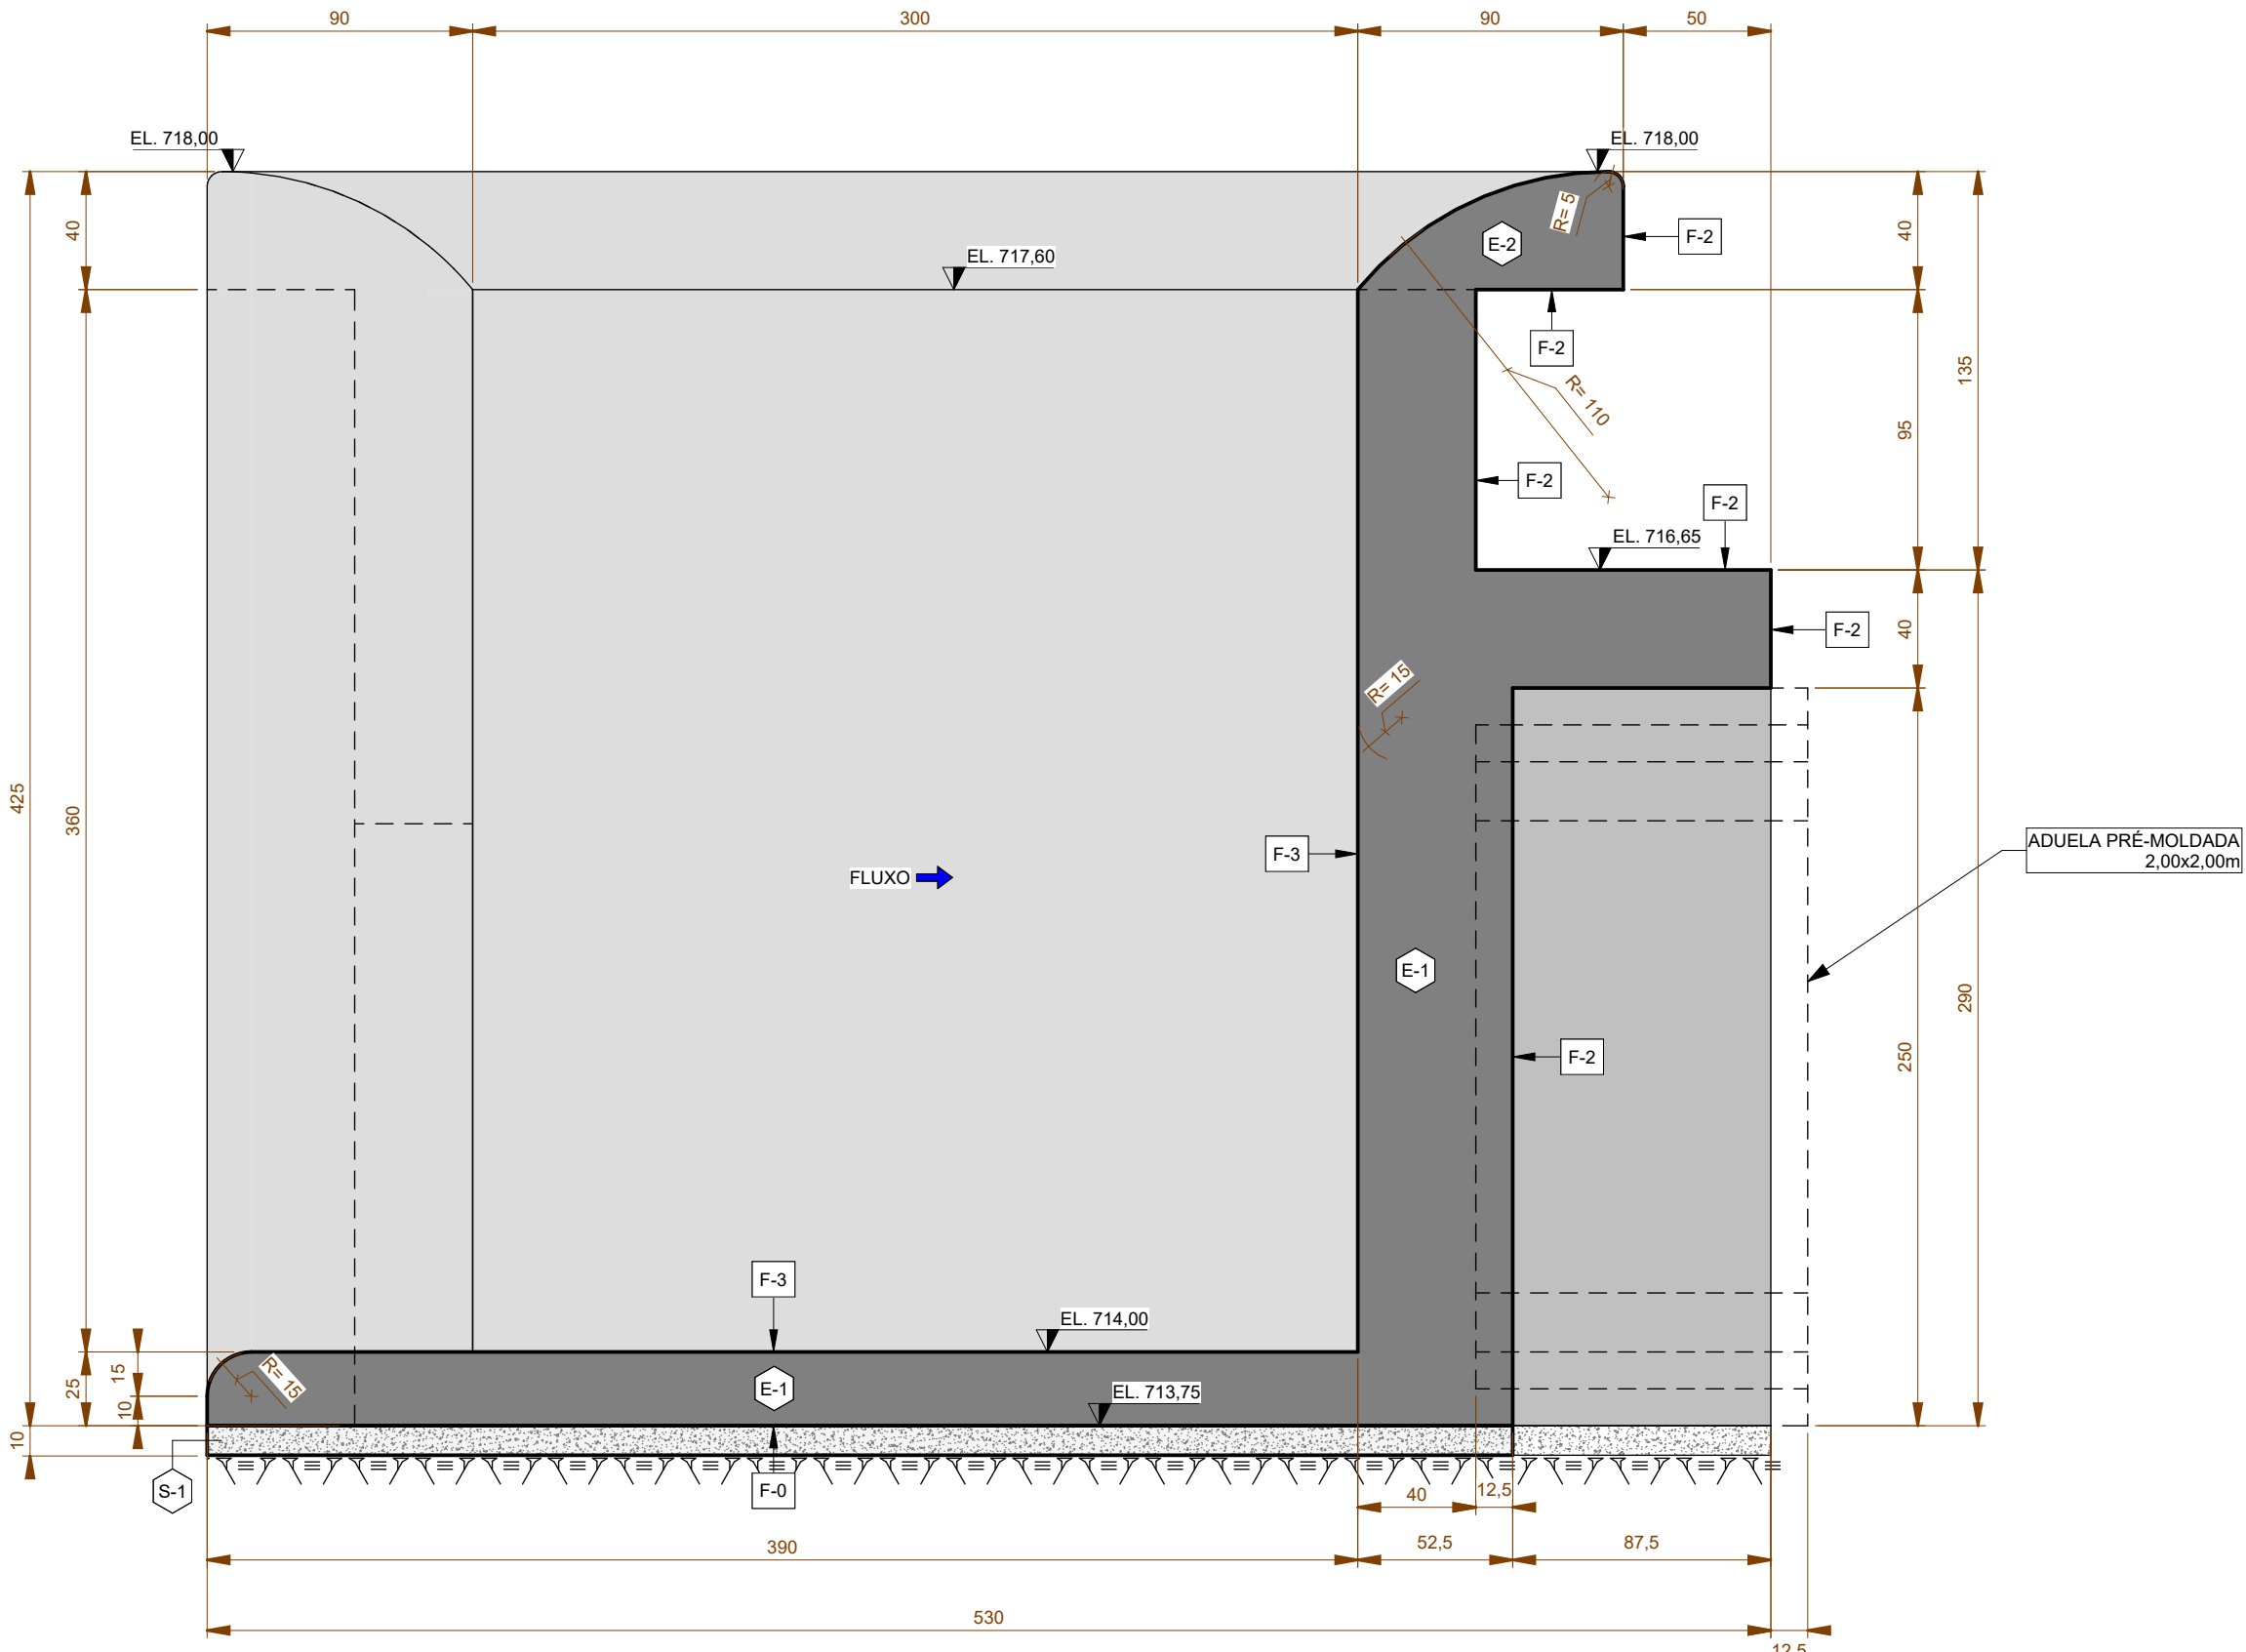 90
300
90
50
EL. 718,00
EL. 718,00
R= 5
F-2
40
E-2
40
EL. 717,60
F-2
135
R= 110
95
F-2
F-2
EL. 716,65
40
F-2
R= 15
425
360
F-3
FLUXO
ADUELA PRÉ-MOLDADA
2,00x2,00m
E-1
290
F-2
250
F-3
EL. 714,00
15
25
R= 15
E-1
EL. 713,75
10
10
S-1
F-0
40
12,5
390
52,5
87,5
530
12,5